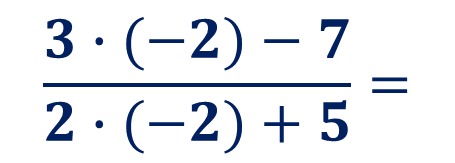 3 · (−2) − 7
2 · (−2) + 5 =